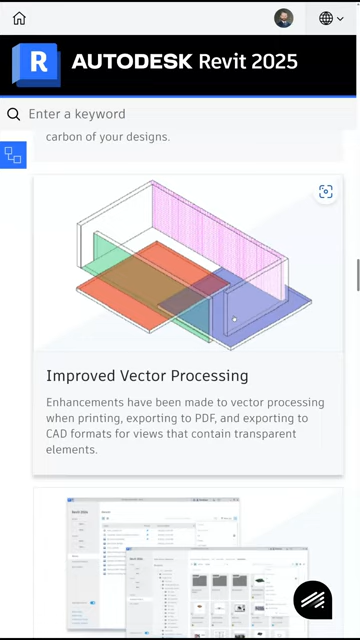 R AUTODESK Revit 2025
Enter a keyword
carbon of your designs.
Improved Vector Processing
Enhancements have been made to vector processing
when printing, exporting to PDF, and exporting to
CAD formats for views that contain transparent
elements.